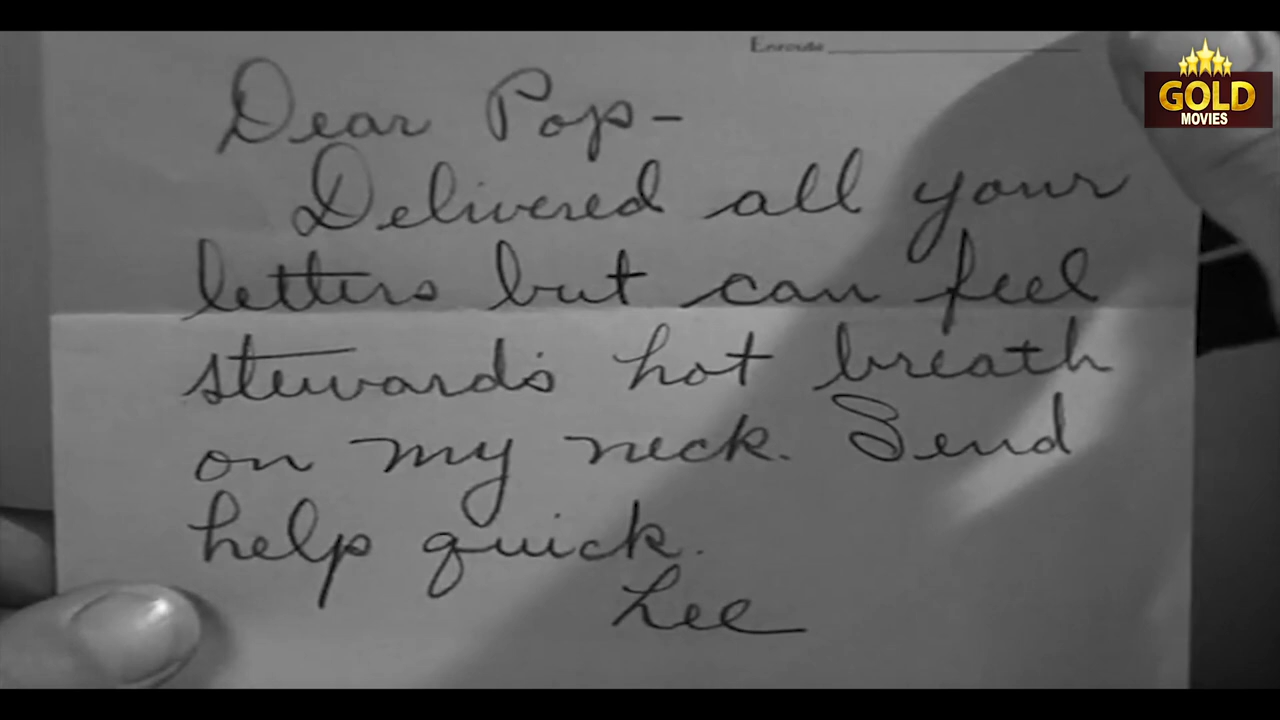 Enroute
GOLD
MOVIES
Dear Pop-
Delivered all your
letters but can feel
steward's hot breath
on my neck. Send
help quick.
Lee